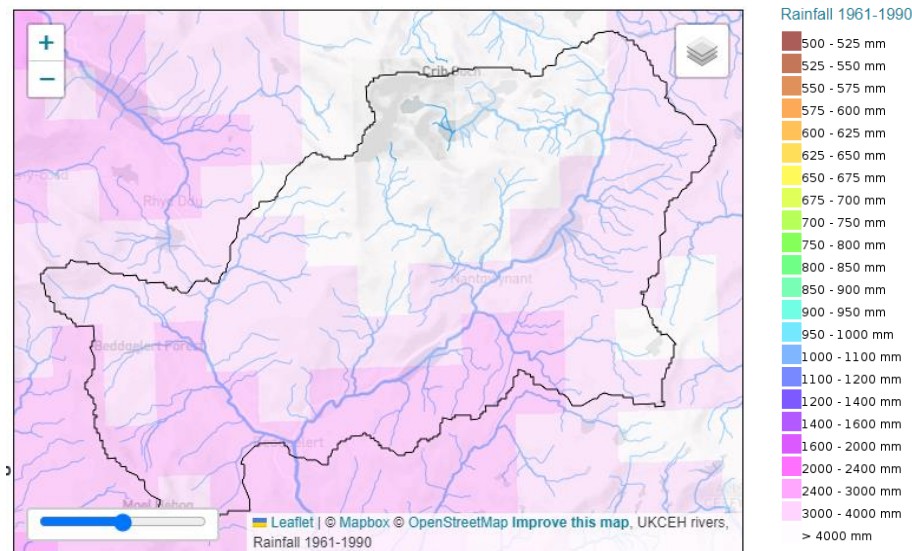 Rainfall 1961-1990
+
−
500 - 525 mm
525 - 550 mm
550 - 575 mm
575 - 600 mm
600 - 625 mm
625 - 650 mm
650 - 675 mm
675 - 700 mm
700 - 750 mm
750 - 800 mm
800 - 850 mm
850 - 900 mm
900 - 950 mm
950 - 1000 mm
1000 - 1100 mm
1100 - 1200 mm
1200 - 1400 mm
1400 - 1600 mm
1600 - 2000 mm
2000 - 2400 mm
2400 - 3000 mm
3000 - 4000 mm
> 4000 mm
Crib Goch
Rhyd Ddu
Nantgwynant
Beddgelert Forest
Moel Hebog
Leaflet | © Mapbox © OpenStreetMap Improve this map, UKCEH rivers,
Rainfall 1961-1990